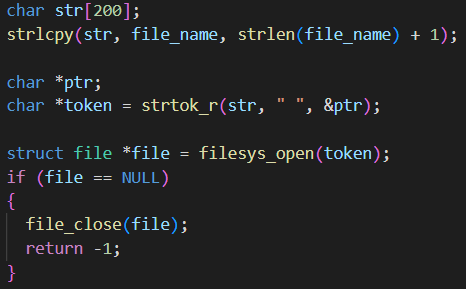 char str[200];
strlcpy(str, file_name, strlen(file_name) + 1);
char *ptr;
char *token = strtok_r(str, " ", &ptr);
struct file *file = filesys_open(token);
if (file == NULL)
{
file_close(file);
return -1;
}